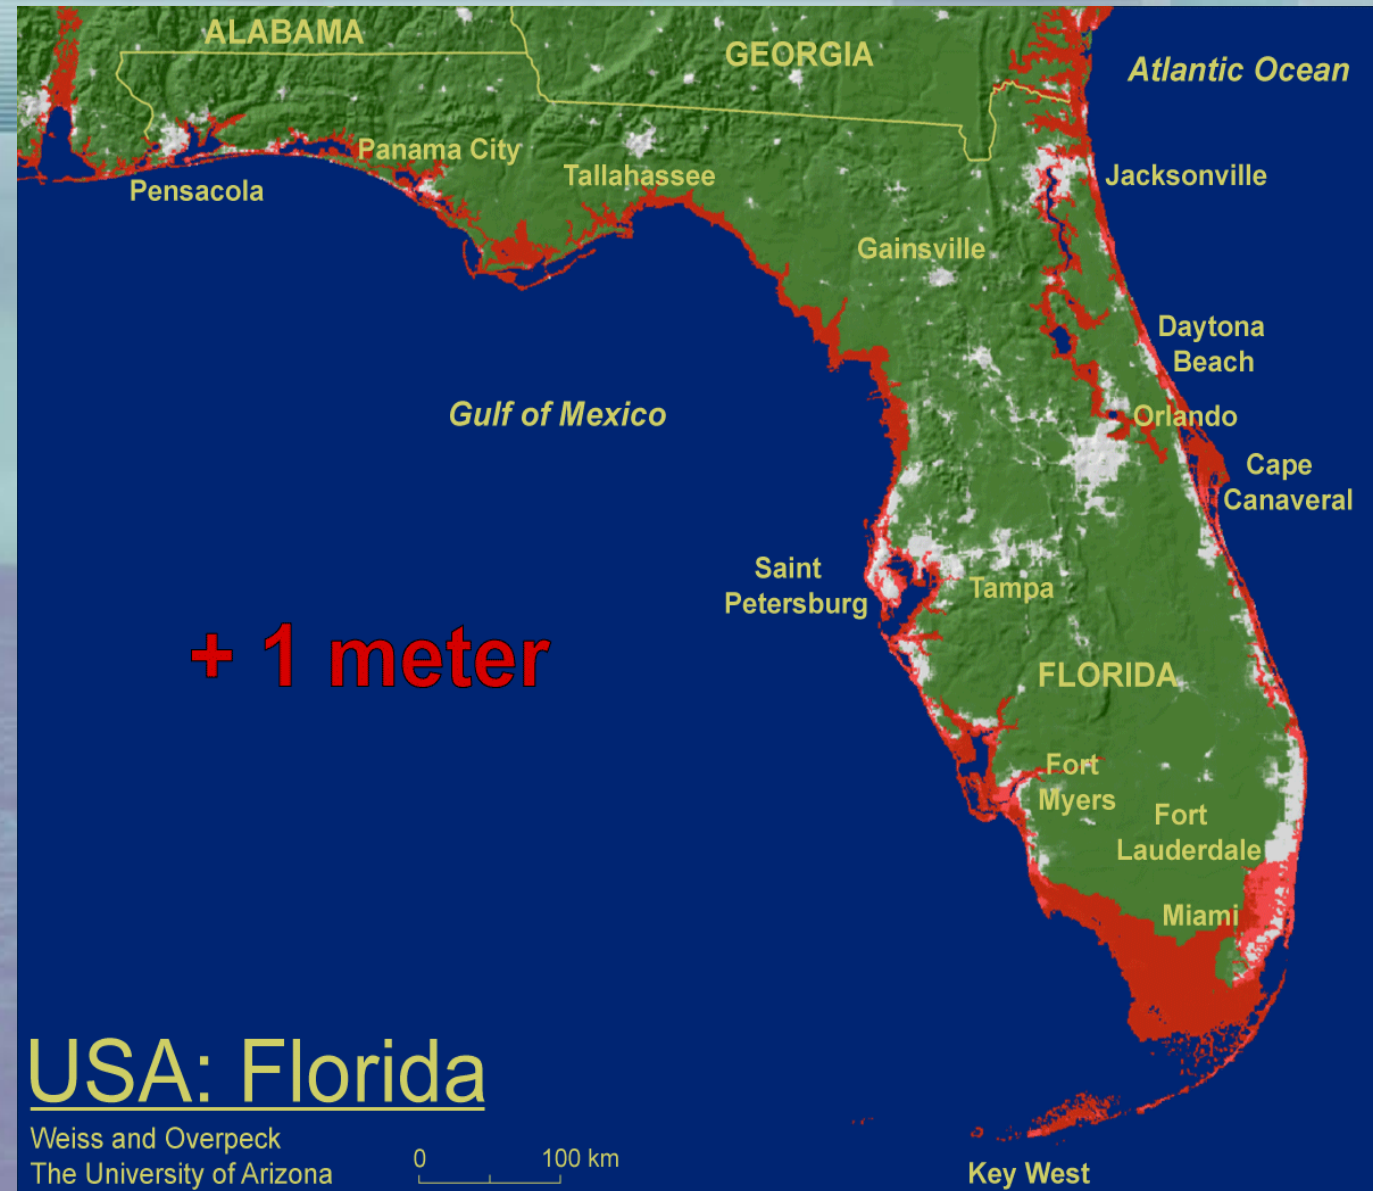 ALABAMA
GEORGIA
Atlantic Ocean
Panama City
Tallahassee
Jacksonville
Pensacola
Gainsville
Daytona
Beach
Gulf of Mexico
Orlando
Cape
Canaveral
Saint
Petersburg
Tampa
+ 1 meter
FLORIDA
Fort
Myers
Fort
Lauderdale
Miami
USA: Florida
Weiss and Overpeck
The University of Arizona
0 100 km
Key West